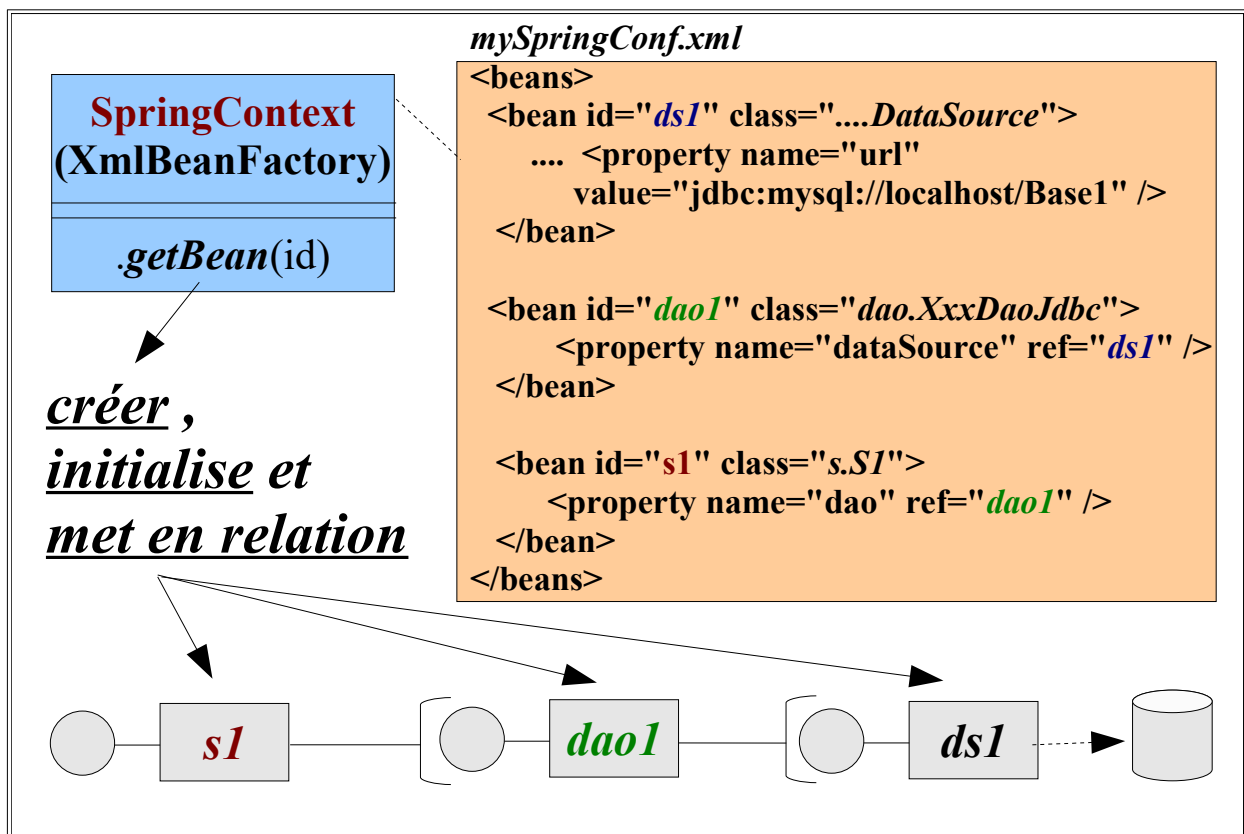 mySpringConf.xml
SpringContext
(XmlBeanFactory)
.getBean(id)
<beans>
<bean id="ds1" class="....DataSource">
.... <property name="url"
value="jdbc:mysql://localhost/Base1" />
</bean>
<bean id="dao1" class="dao.XxxDaoJdbc">
<property name="dataSource" ref="ds1" />
</bean>
<bean id="s1" class="s.S1">
<property name="dao" ref="dao1" />
</bean>
</beans>
créer ,
initialise et
met en relation
s1
dao1
ds1